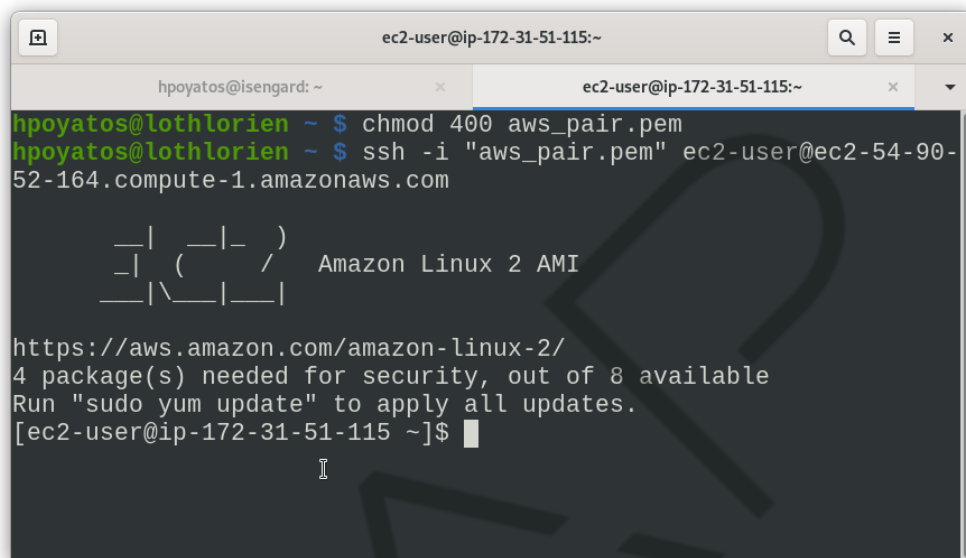 ec2-user@ip-172-31-51-115:~
hpoyatos@isengard: ~
ec2-user@ip-172-31-51-115:~
hpoyatos@lothlorien ~ $ chmod 400 aws_pair.pem
hpoyatos@lothlorien ~ $ ssh -i "aws_pair.pem" ec2-user@ec2-54-90-
52-164.compute-1.amazonaws.com
       __|  __|_  )
       _|  (     /   Amazon Linux 2 AMI
      ___|\___|___|
https://aws.amazon.com/amazon-linux-2/
4 package(s) needed for security, out of 8 available
Run "sudo yum update" to apply all updates.
[ec2-user@ip-172-31-51-115 ~]$